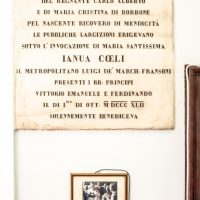 DEL REGNANTE CARLO ALBERTO
E DI MARIA CRISTINA DI BORBONE
PEL NASCENTE RICOVERO DI MENDICITÀ
LE PUBBLICHE LARGIZIONI ERIGEVANO
SOTTO L'INVOCAZIONE DI MARIA SANTISSIMA
IANUA CŒLI
IL METROPOLITANO LUIGI DE' MARCH: FRANSONI
PRESENTI I RR: PRINCIPI
VITTORIO EMANUELE E FERDINANDO
IL DI I.MO DI OTT. MDCCCXLII
SOLENNEMENTE BENEDICEVA